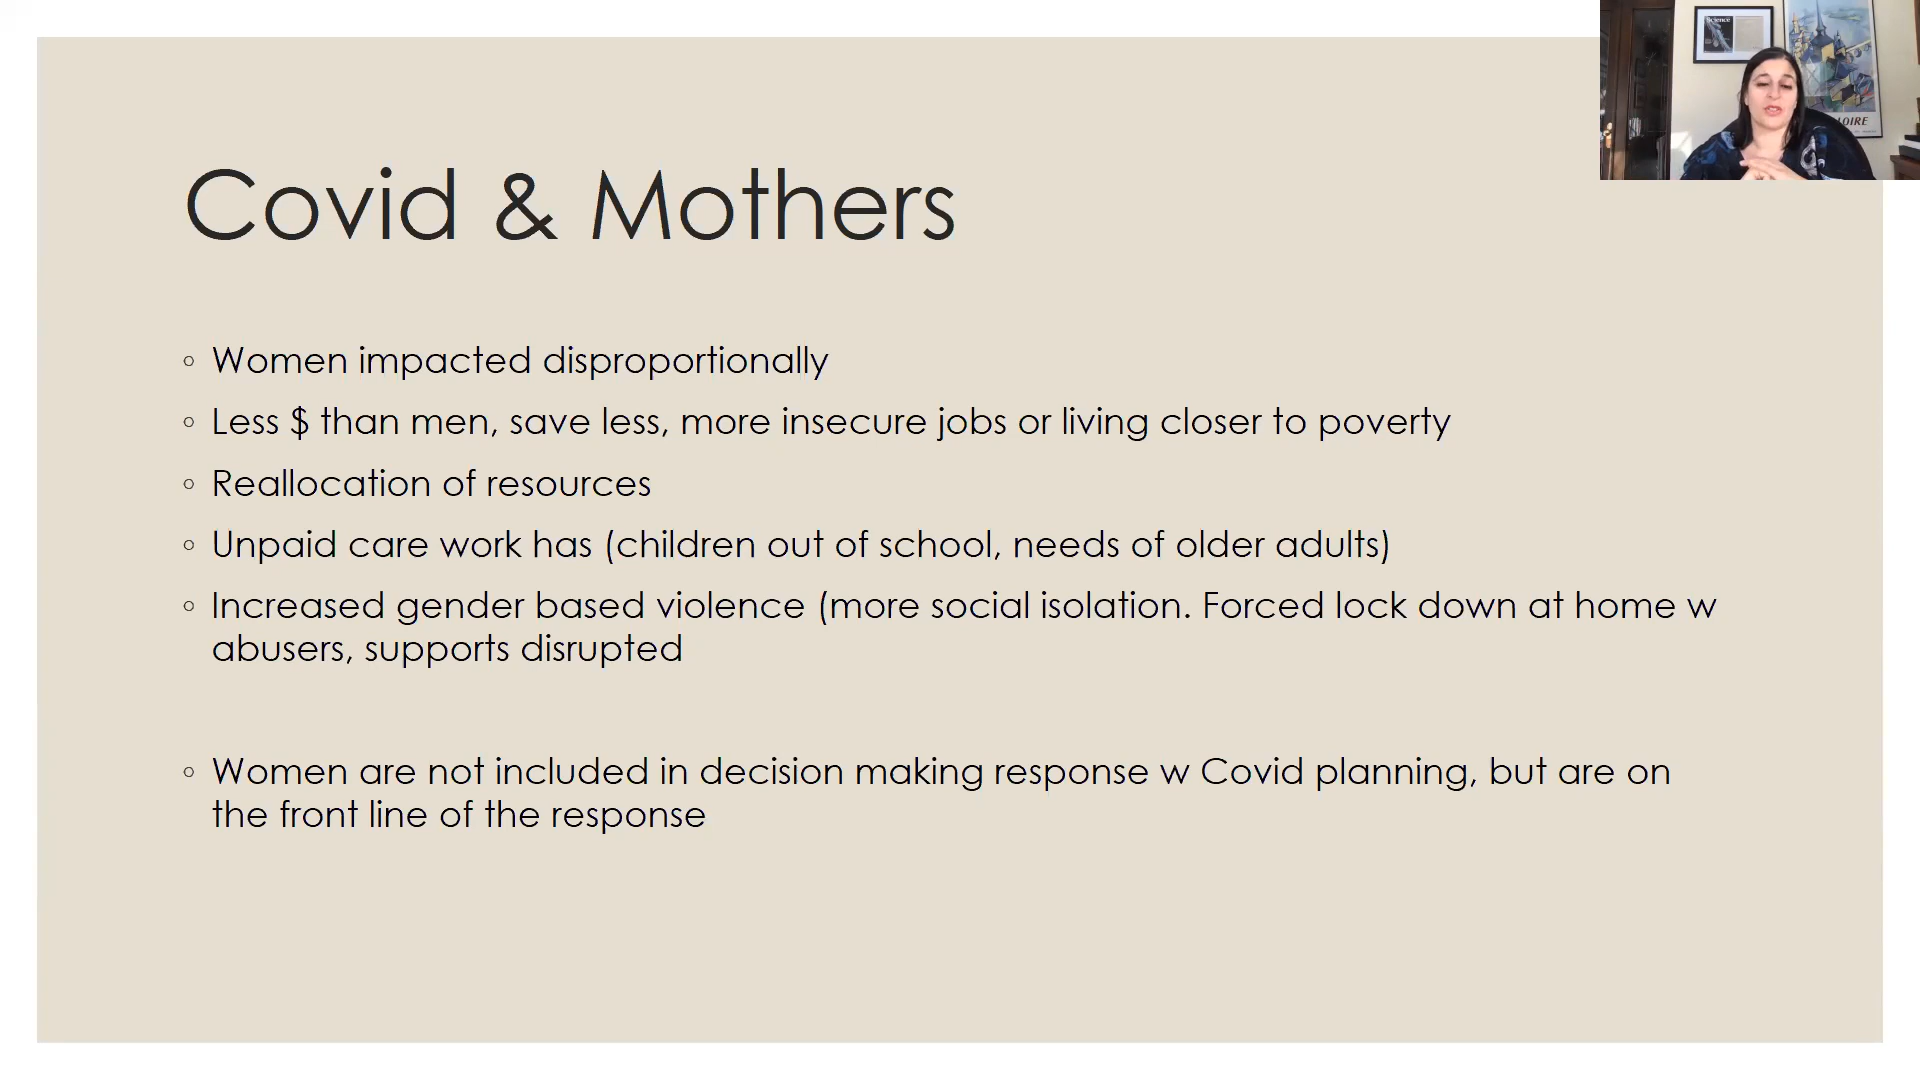 Science
LOIRE
Covid & Mothers
◦ Women impacted disproportionally
◦ Less $ than men, save less, more insecure jobs or living closer to poverty
◦ Reallocation of resources
◦ Unpaid care work has (children out of school, needs of older adults)
◦ Increased gender based violence (more social isolation. Forced lock down at home w
abusers, supports disrupted
◦ Women are not included in decision making response w Covid planning, but are on
the front line of the response